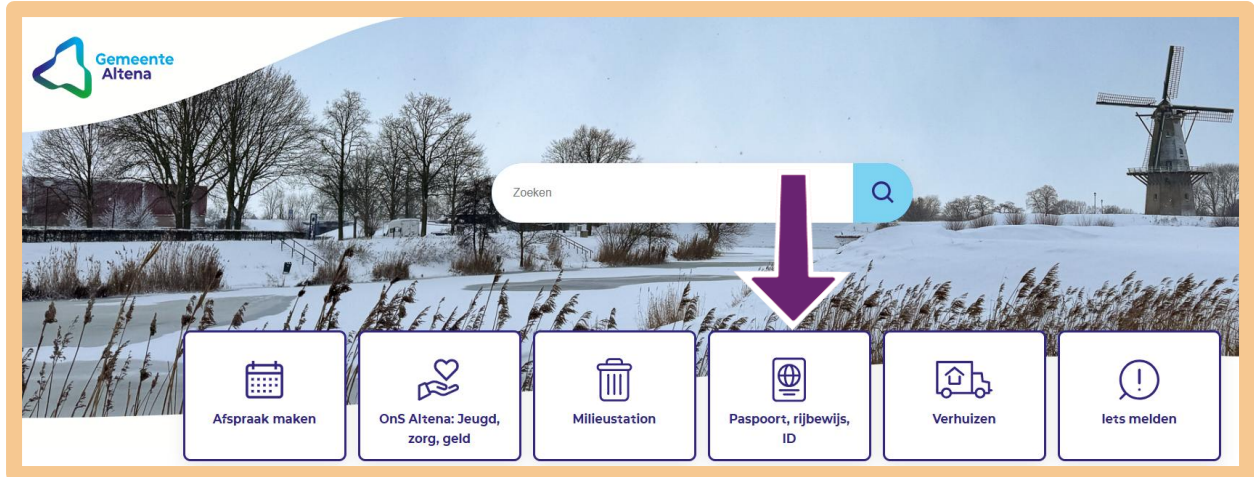 Gemeente
Altena
Zoeken
Afspraak maken
OnS Altena: Jeugd,
zorg, geld
Milieustation
Paspoort, rijbewijs,
ID
Verhuizen
Iets melden